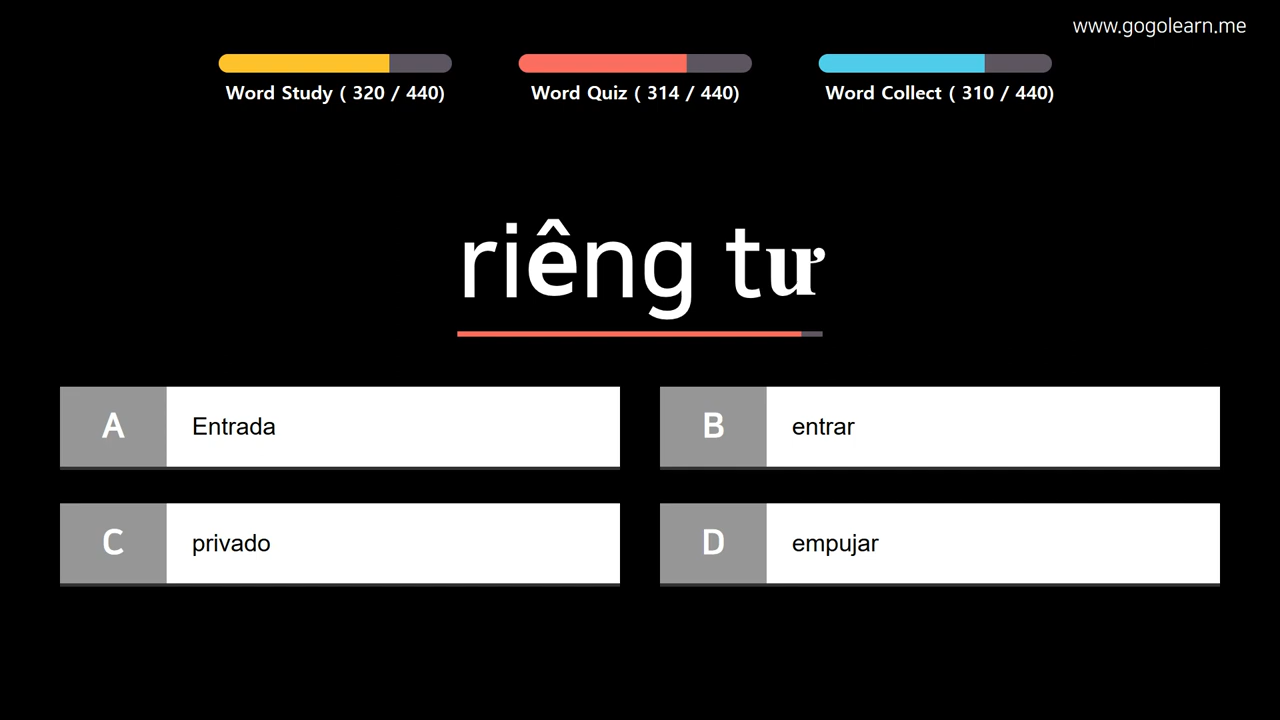 www.gogolearn.me
Word Study ( 320 / 440)
Word Quiz ( 314 / 440)
Word Collect ( 310 / 440)
riêng tư
A Entrada
B entrar
C privado
D empujar